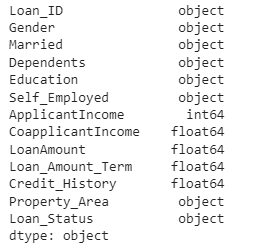 Loan_ID object
Gender object
Married object
Dependents object
Education object
Self_Employed object
ApplicantIncome int64
CoapplicantIncome float64
LoanAmount float64
Loan_Amount_Term float64
Credit_History float64
Property_Area object
Loan_Status object
dtype: object